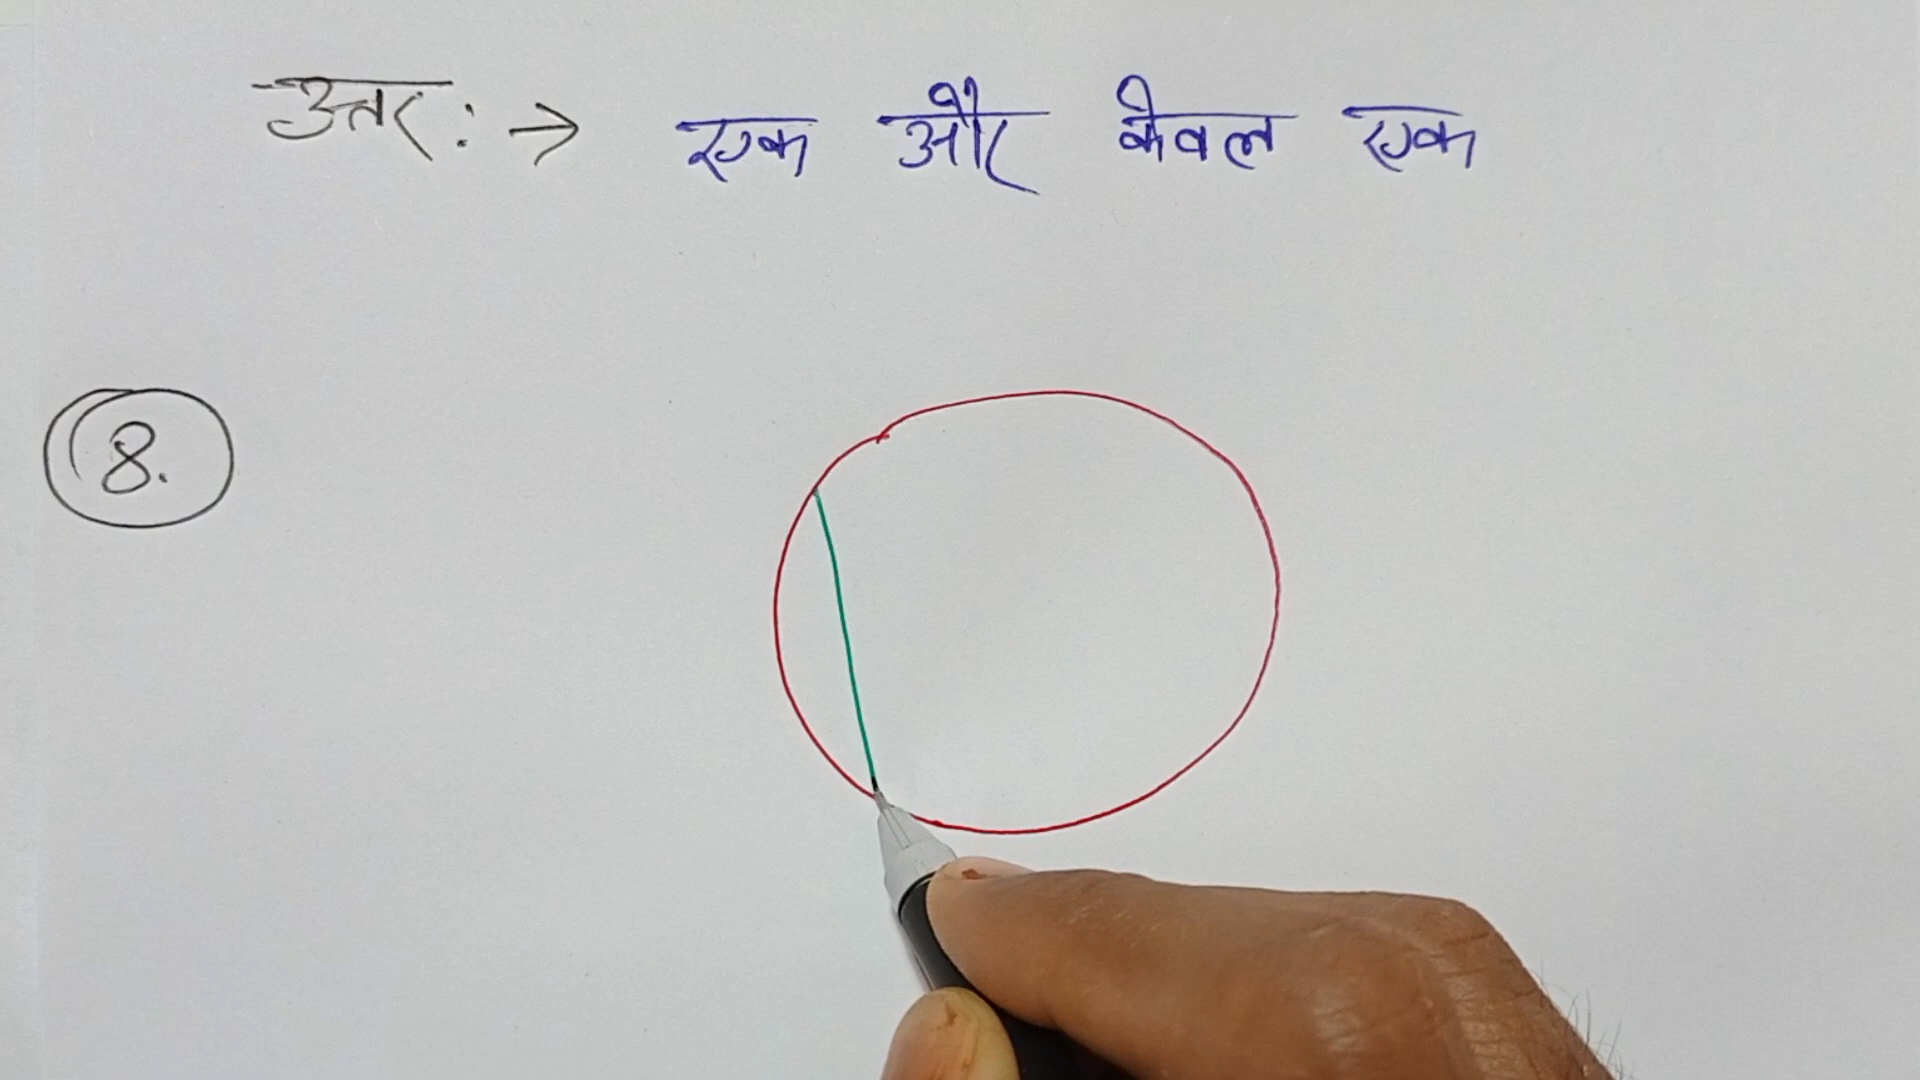 उत्तर : → एक और केवल एक
8.